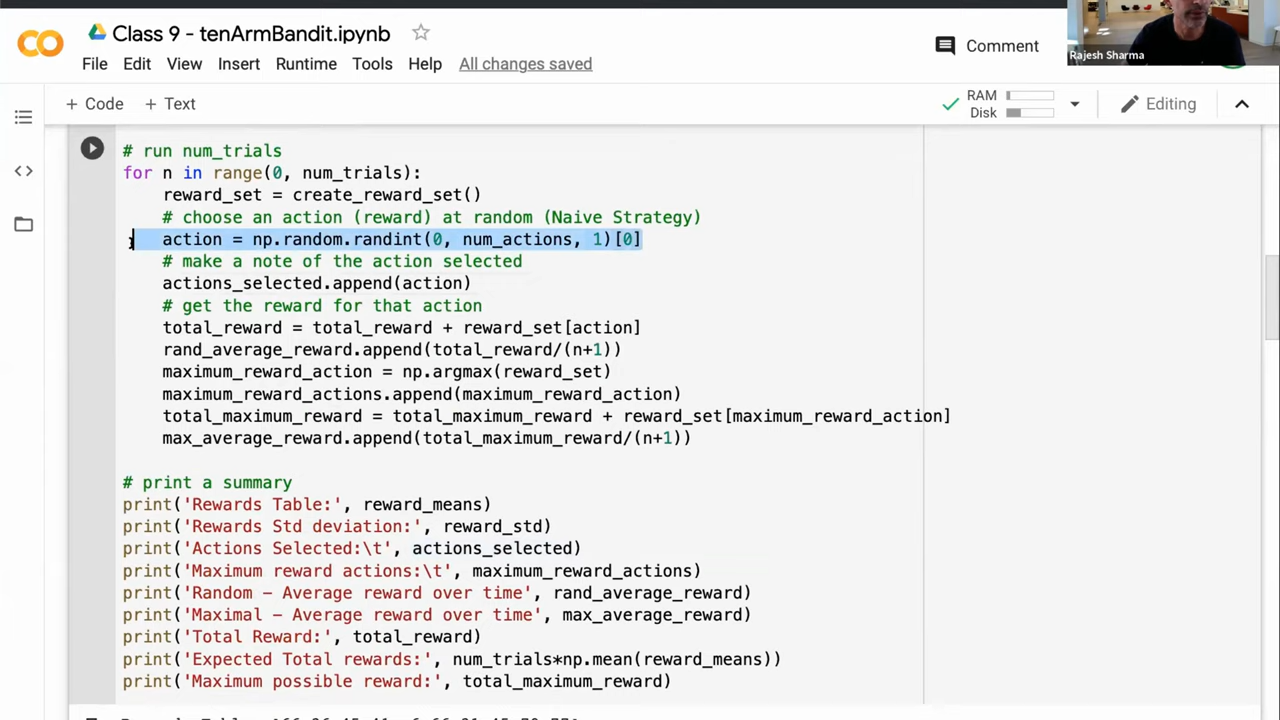 Class 9 - tenArmBandit.ipynb
Comment
Rajesh Sharma
File Edit View Insert Runtime Tools Help All changes saved
+ Code + Text
RAM
Disk
Editing
# run num_trials
for n in range(0, num_trials):
    reward_set = create_reward_set()
    # choose an action (reward) at random (Naive Strategy)
    action = np.random.randint(0, num_actions, 1)[0]
    # make a note of the action selected
    actions_selected.append(action)
    # get the reward for that action
    total_reward = total_reward + reward_set[action]
    rand_average_reward.append(total_reward/(n+1))
    maximum_reward_action = np.argmax(reward_set)
    maximum_reward_actions.append(maximum_reward_action)
    total_maximum_reward = total_maximum_reward + reward_set[maximum_reward_action]
    max_average_reward.append(total_maximum_reward/(n+1))
# print a summary
print('Rewards Table:', reward_means)
print('Rewards Std deviation:', reward_std)
print('Actions Selected:\t', actions_selected)
print('Maximum reward actions:\t', maximum_reward_actions)
print('Random - Average reward over time', rand_average_reward)
print('Maximal - Average reward over time', max_average_reward)
print('Total Reward:', total_reward)
print('Expected Total rewards:', num_trials*np.mean(reward_means))
print('Maximum possible reward:', total_maximum_reward)